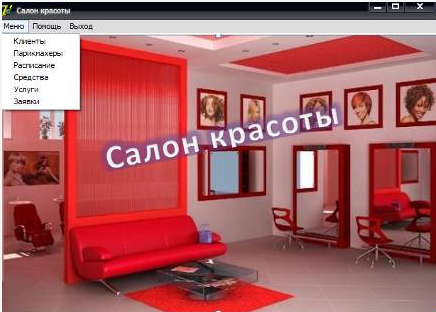 Салон красоты
Меню Помощь Выход
Клиенты
Парикмахеры
Расписание
Средства
Услуги
Заявки
Салон красоты